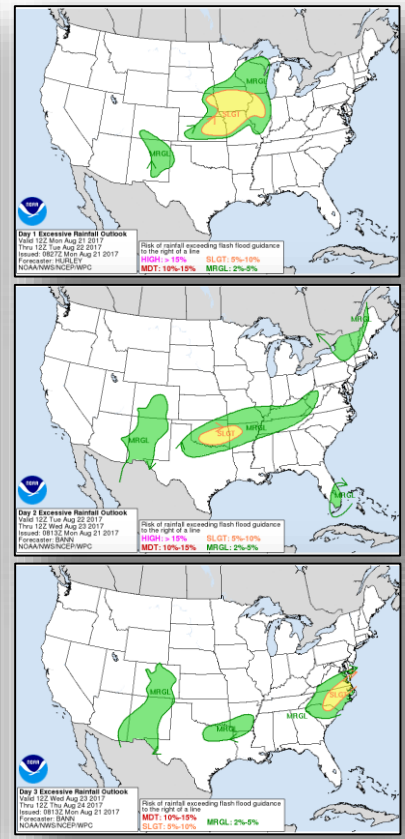 MRGL
SLGT
MRGL
NOAA
Day 1 Excessive Rainfall Outlook
Valid 12Z Mon Aug 21 2017
Thru 12Z Tue Aug 22 2017
Issued: 0827Z Mon Aug 21 2017
Forecaster: HURLEY
NOAA/NWS/NCEP/WPC
Risk of rainfall exceeding flash flood guidance
to the right of a line
HIGH: > 15% SLGT: 5%-10%
MDT: 10%-15% MRGL: 2%-5%
MRGL
SLGT
MRGL
MRGL
MRGL
NOAA
Day 2 Excessive Rainfall Outlook
Valid 12Z Tue Aug 22 2017
Thru 12Z Wed Aug 23 2017
Issued: 0813Z Mon Aug 21 2017
Forecaster: BANN
NOAA/NWS/NCEP/WPC
Risk of rainfall exceeding flash flood guidance
to the right of a line
HIGH: > 15% SLGT: 5%-10%
MDT: 10%-15% MRGL: 2%-5%
MRGL
SLGT
MRGL
MRGL
NOAA
Day 3 Excessive Rainfall Outlook
Valid 12Z Wed Aug 23 2017
Thru 12Z Thu Aug 24 2017
Issued: 0813Z Mon Aug 21 2017
Forecaster: BANN
NOAA/NWS/NCEP/WPC
Risk of rainfall exceeding flash flood guidance
to the right of a line
MDT: 10%-15% MRGL: 2%-5%
SLGT: 5%-10%